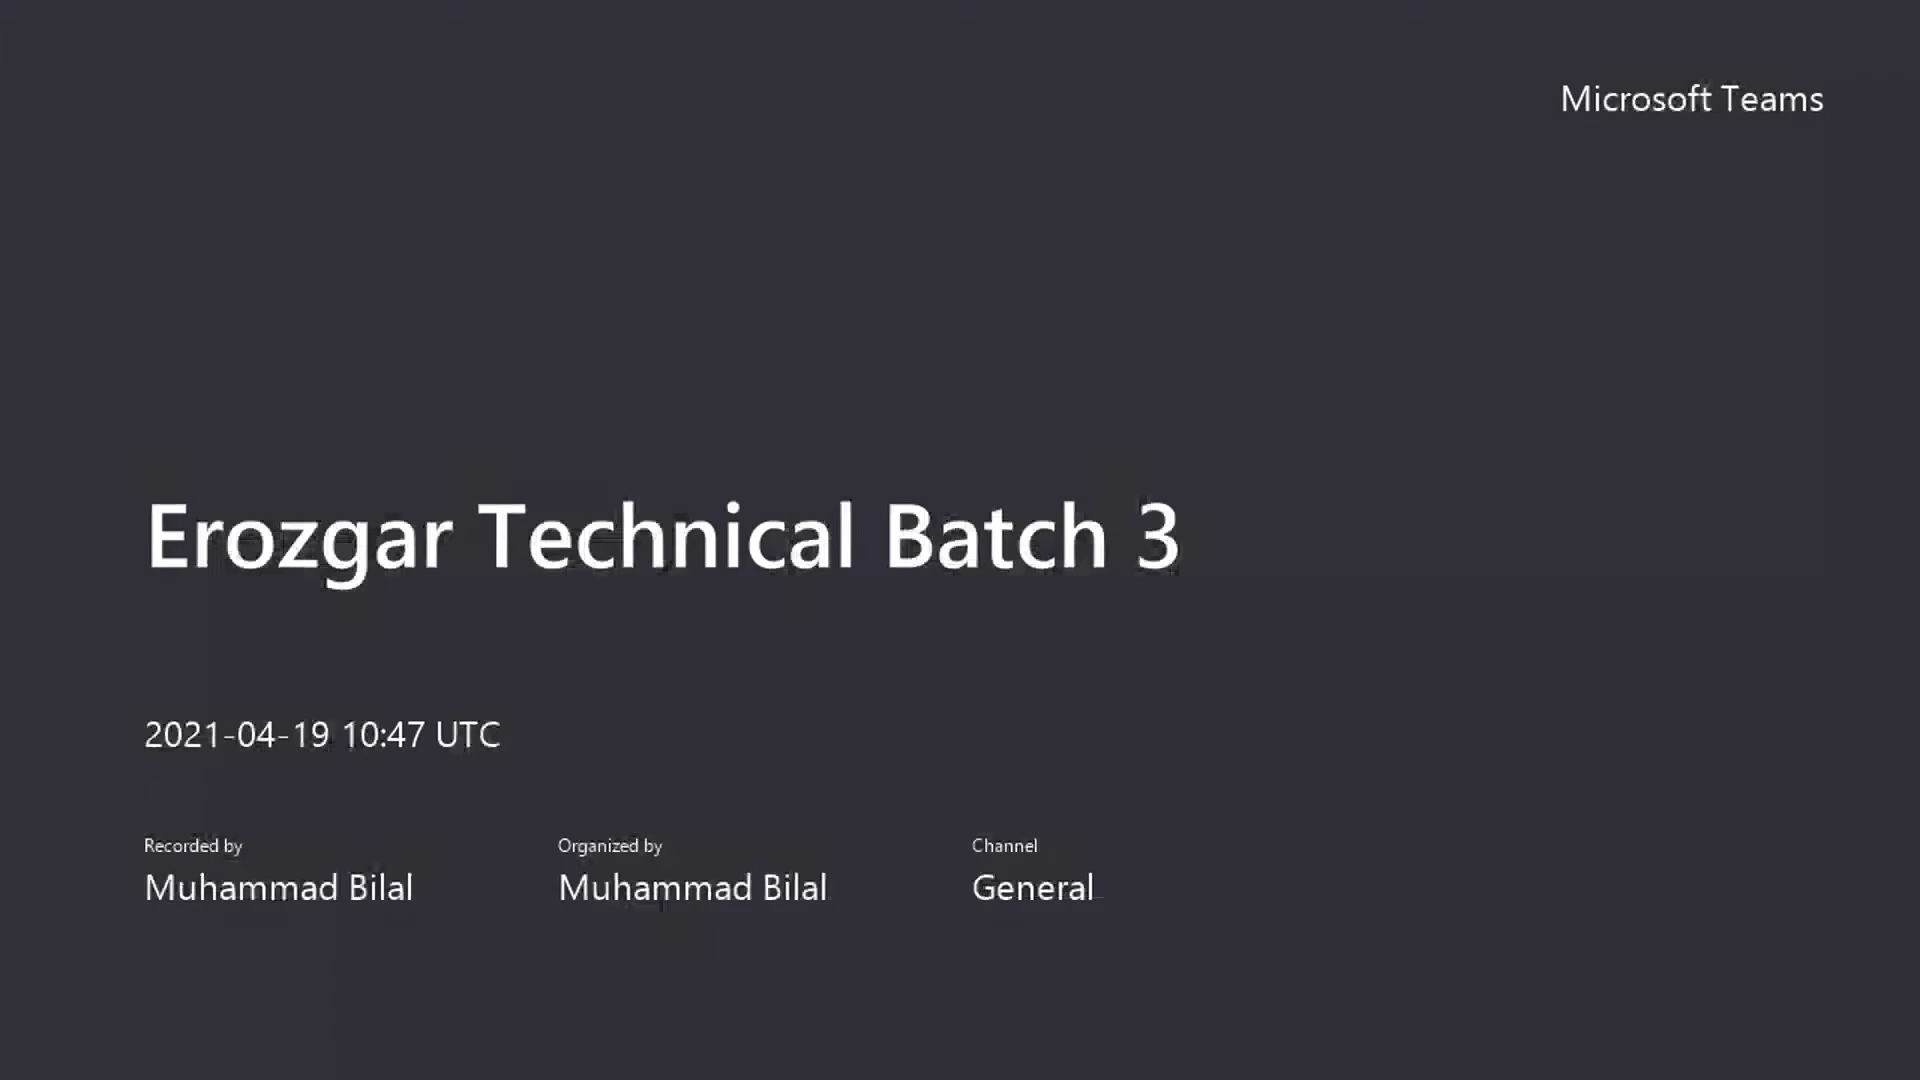 Microsoft Teams
Erozgar Technical Batch 3
2021-04-19 10:47 UTC
Recorded by
Muhammad Bilal
Organized by
Muhammad Bilal
Channel
General